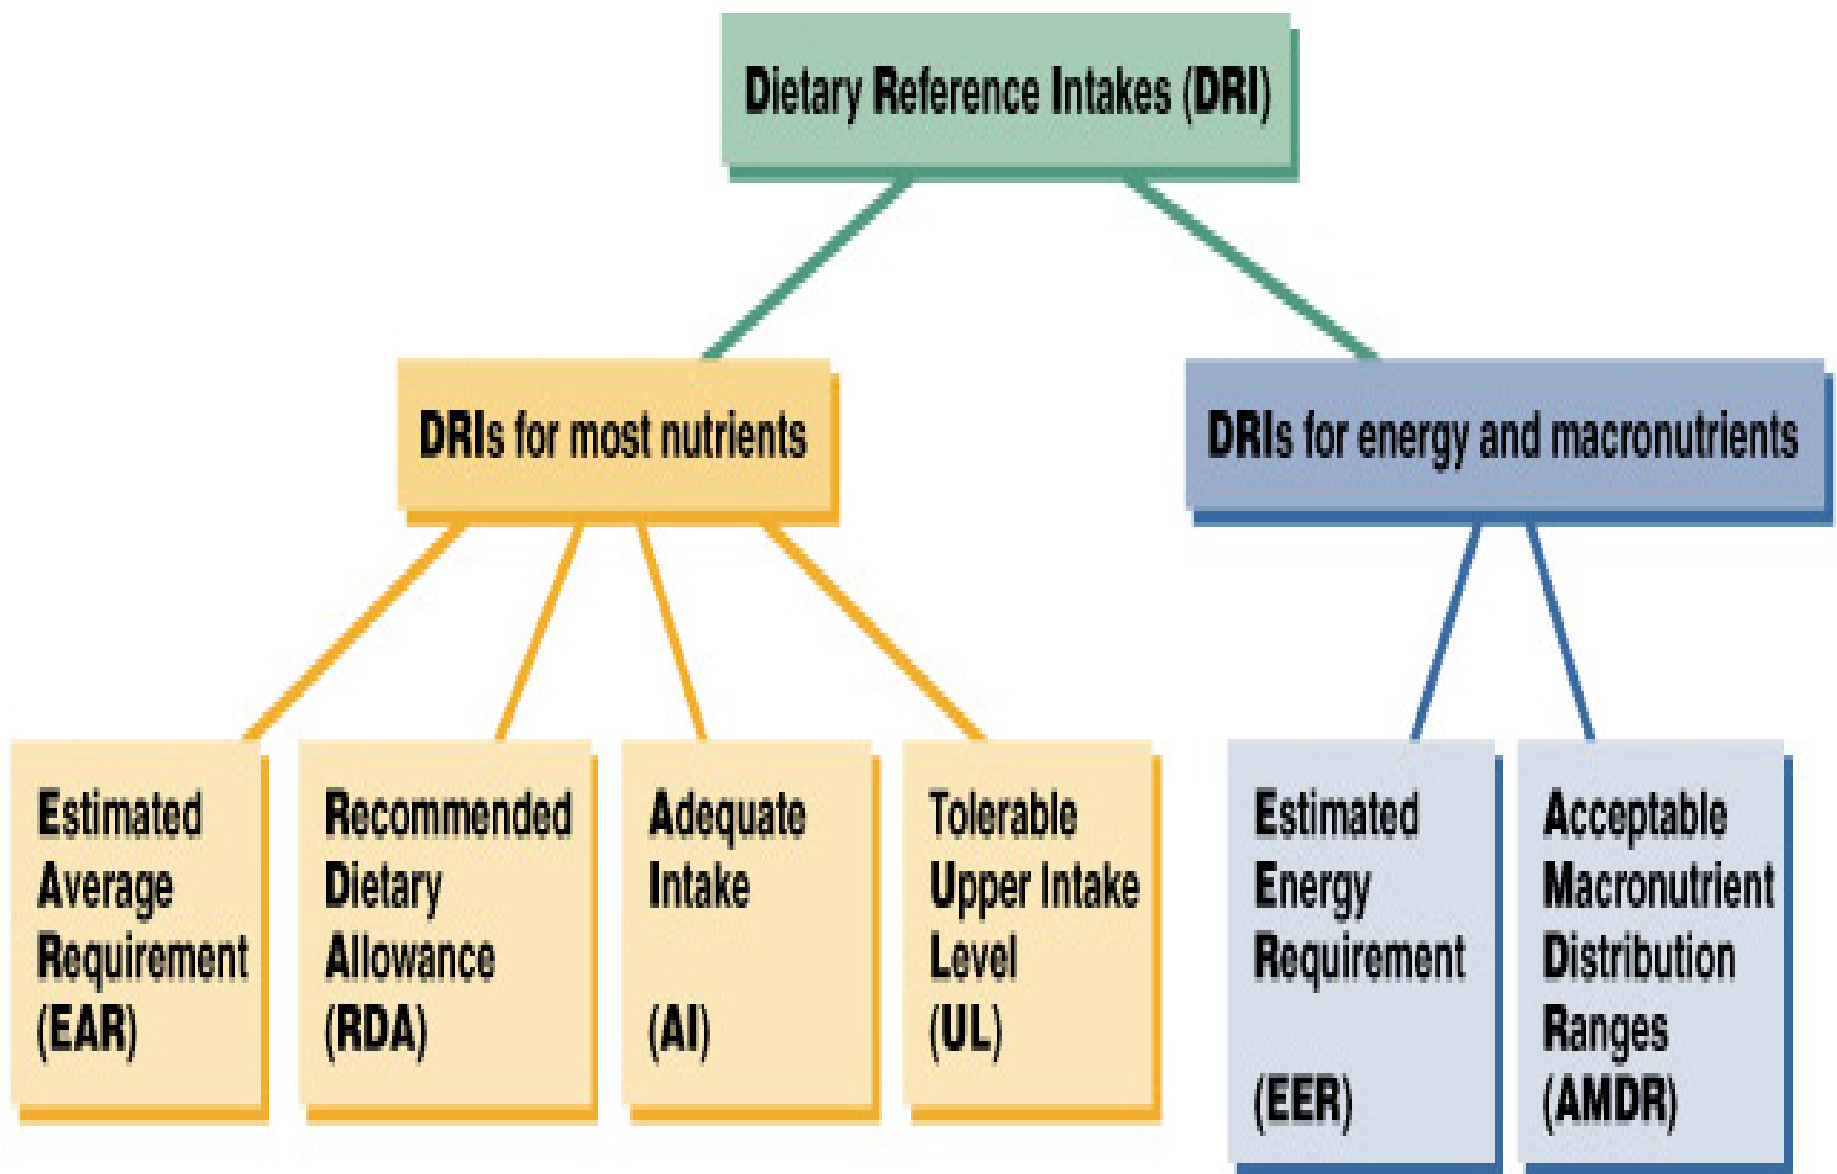 Dietary Reference Intakes (DRI)
DRIs for most nutrients
DRIs for energy and macronutrients
Estimated
Average
Requirement
(EAR)
Recommended
Dietary
Allowance
(RDA)
Adequate
Intake
(AI)
Tolerable
Upper Intake
Level
(UL)
Estimated
Energy
Requirement
(EER)
Acceptable
Macronutrient
Distribution
Ranges
(AMDR)